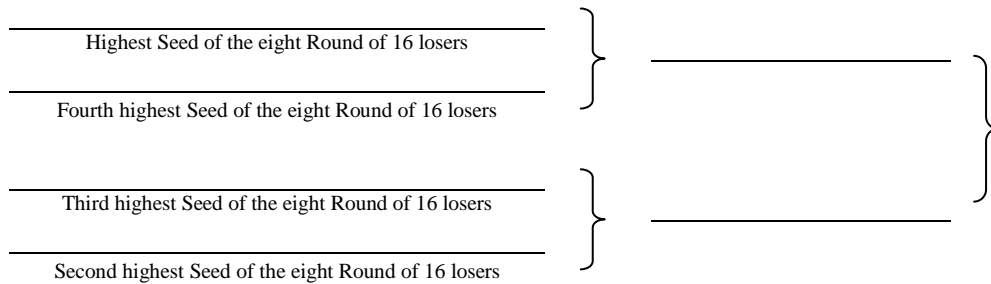 Highest Seed of the eight Round of 16 losers
Fourth highest Seed of the eight Round of 16 losers
Third highest Seed of the eight Round of 16 losers
Second highest Seed of the eight Round of 16 losers